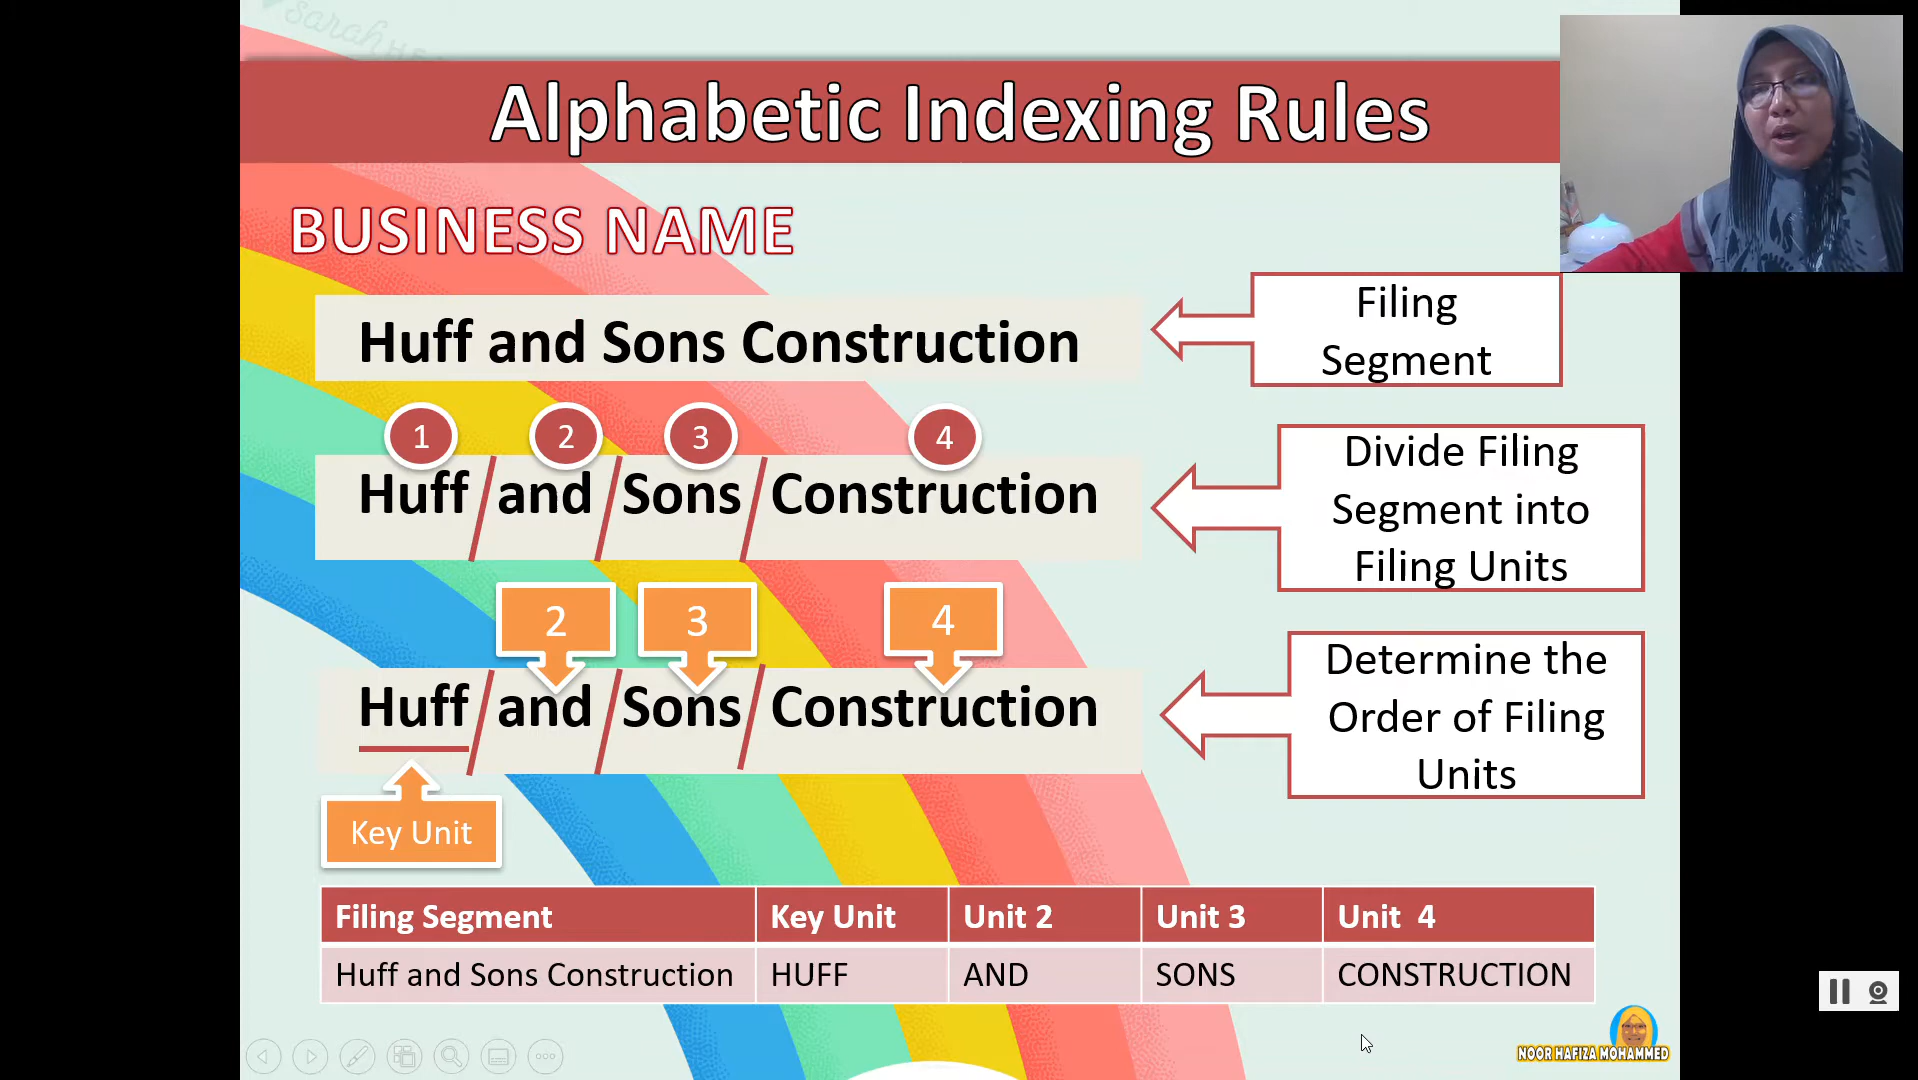 Sarah
Alphabetic Indexing Rules
BUSINESS NAME
Huff and Sons Construction
Filing
Segment
1 2 3 4
Huff / and / Sons / Construction
Divide Filing
Segment into
Filing Units
2 3 4
Huff / and / Sons / Construction
Key Unit
Determine the
Order of Filing
Units
Filing Segment Key Unit Unit 2 Unit 3 Unit 4
Huff and Sons Construction HUFF AND SONS CONSTRUCTION
NOOR HAFIZA MOHAMMED